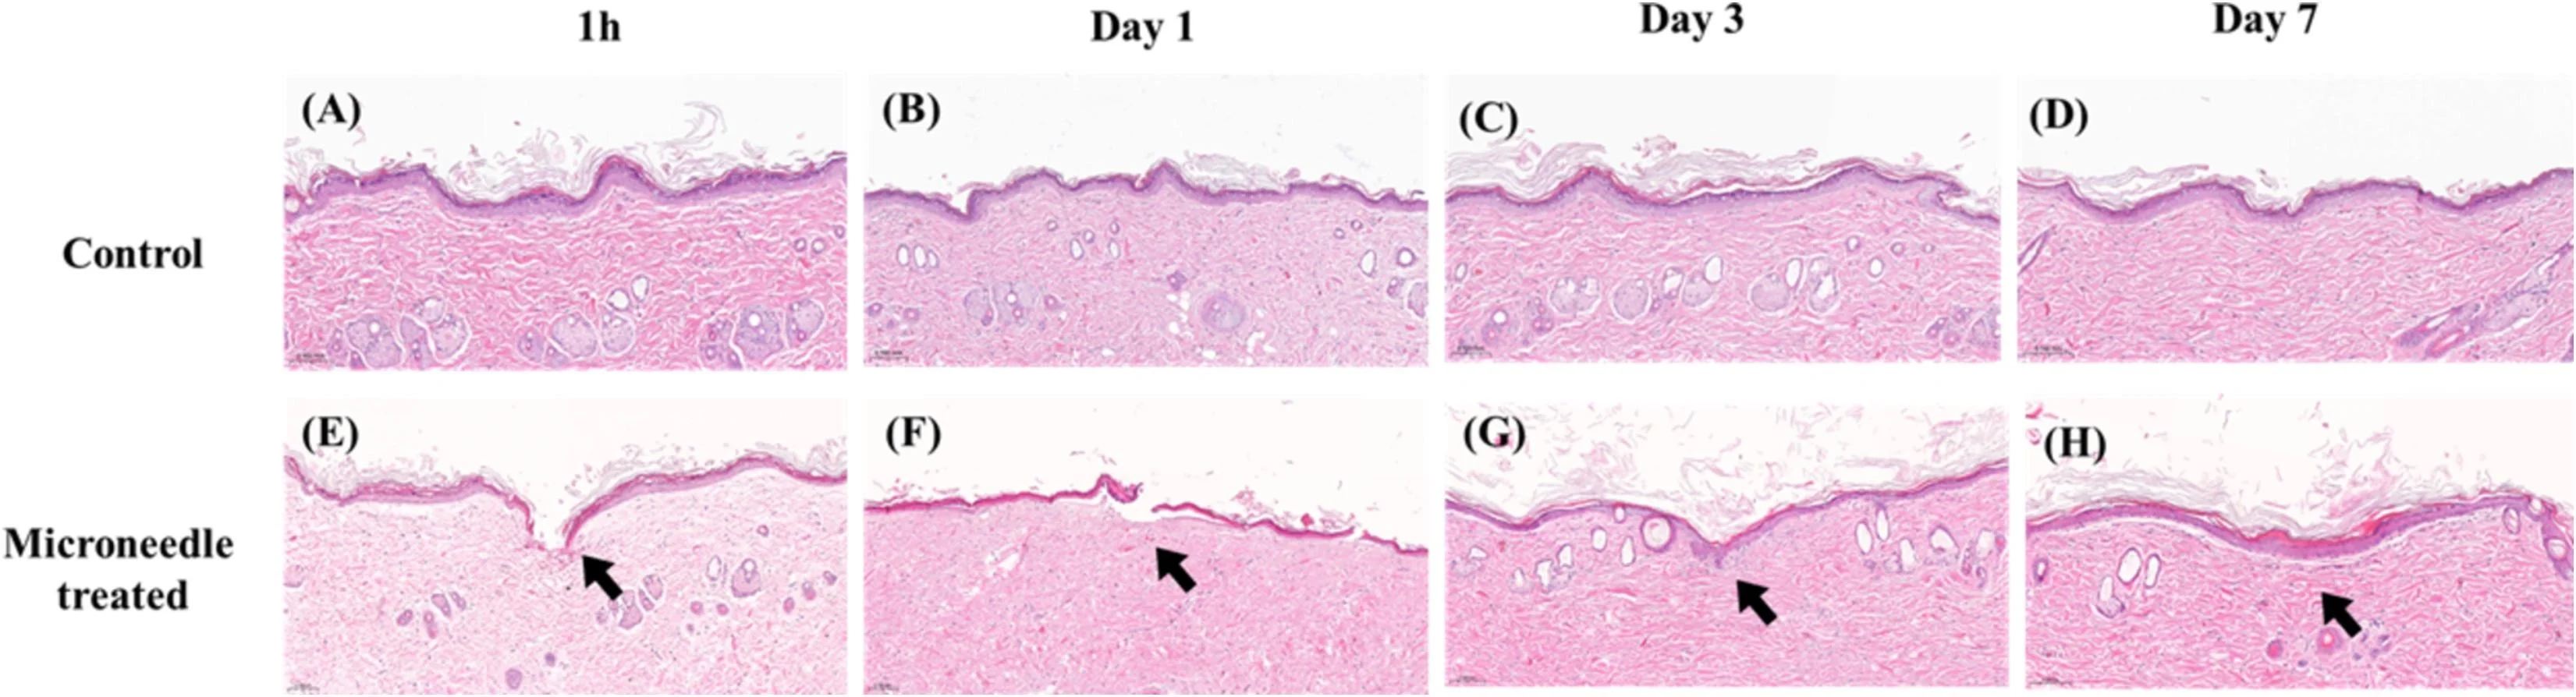 1h
Day 1
Day 3
Day 7
Control
(A)
(B)
(C)
(D)
Microneedle
treated
(E)
(F)
(G)
(H)